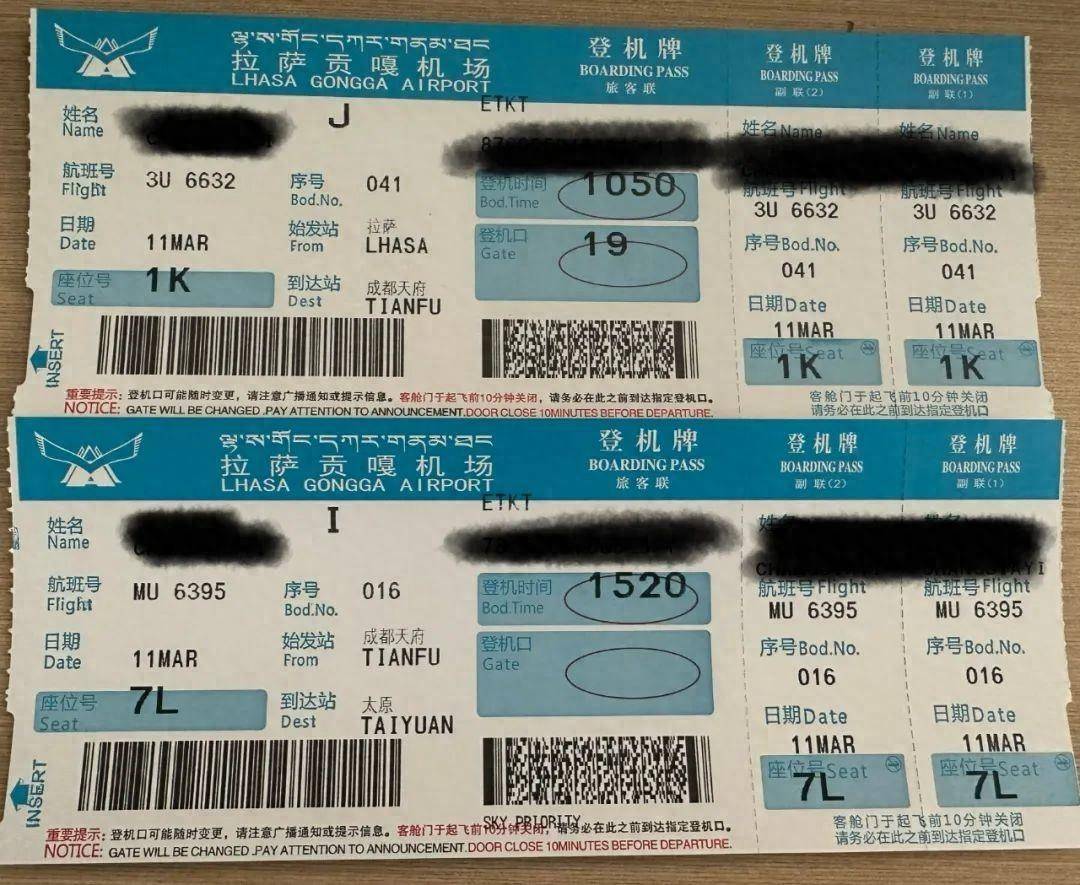 ལྷ་ས་གོང་དཀར་གནམ་ཐང
拉萨贡嘎机场
LHASA GONGGA AIRPORT
登机牌
BOARDING PASS
旅客联
登机牌
BOARDING PASS
副联(2)
登机牌
BOARDING PASS
副联(1)
姓名
Name
J
ETKT
姓名Name
姓名Name
航班号
Flight
3U 6632
序号
Bod.No.
041
登机时间
Bod.Time
1050
航班号Flight
3U 6632
航班号Flight
3U 6632
日期
Date
11MAR
始发站
From
拉萨
LHASA
登机口
Gate
19
序号Bod.No.
041
序号Bod.No.
041
座位号
Seat
1K
到达站
Dest
成都天府
TIANFU
日期Date
11MAR
日期Date
11MAR
座位号Seat
1K
座位号Seat
1K
INSERT
重要提示: 登机口可能随时变更，请注意广播通知或提示信息。客舱门于起飞前10分钟关闭，请务必在此之前到达指定登机口。
NOTICE: GATE WILL BE CHANGED .PAY ATTENTION TO ANNOUNCEMENT.DOOR CLOSE 10MINUTES BEFORE DEPARTURE.
客舱门于起飞前10分钟关闭
请务必在此之前到达指定登机口
ལྷ་ས་གོང་དཀར་གནམ་ཐང
拉萨贡嘎机场
LHASA GONGGA AIRPORT
登机牌
BOARDING PASS
旅客联
登机牌
BOARDING PASS
副联(2)
登机牌
BOARDING PASS
副联(1)
姓名
Name
I
ETKT
航班号
Flight
MU 6395
序号
Bod.No.
016
登机时间
Bod.Time
1520
航班号Flight
MU 6395
航班号Flight
MU 6395
日期
Date
11MAR
始发站
From
成都天府
TIANFU
登机口
Gate
序号Bod.No.
016
序号Bod.No.
016
座位号
Seat
7L
到达站
Dest
太原
TAIYUAN
日期Date
11MAR
日期Date
11MAR
座位号Seat
7L
座位号Seat
7L
INSERT
SKY PRIORITY
重要提示: 登机口可能随时变更，请注意广播通知或提示信息。客舱门于起飞前10分钟关闭，请务必在此之前到达指定登机口。
NOTICE: GATE WILL BE CHANGED .PAY ATTENTION TO ANNOUNCEMENT.DOOR CLOSE 10MINUTES BEFORE DEPARTURE.
客舱门于起飞前10分钟关闭
请务必在此之前到达指定登机口